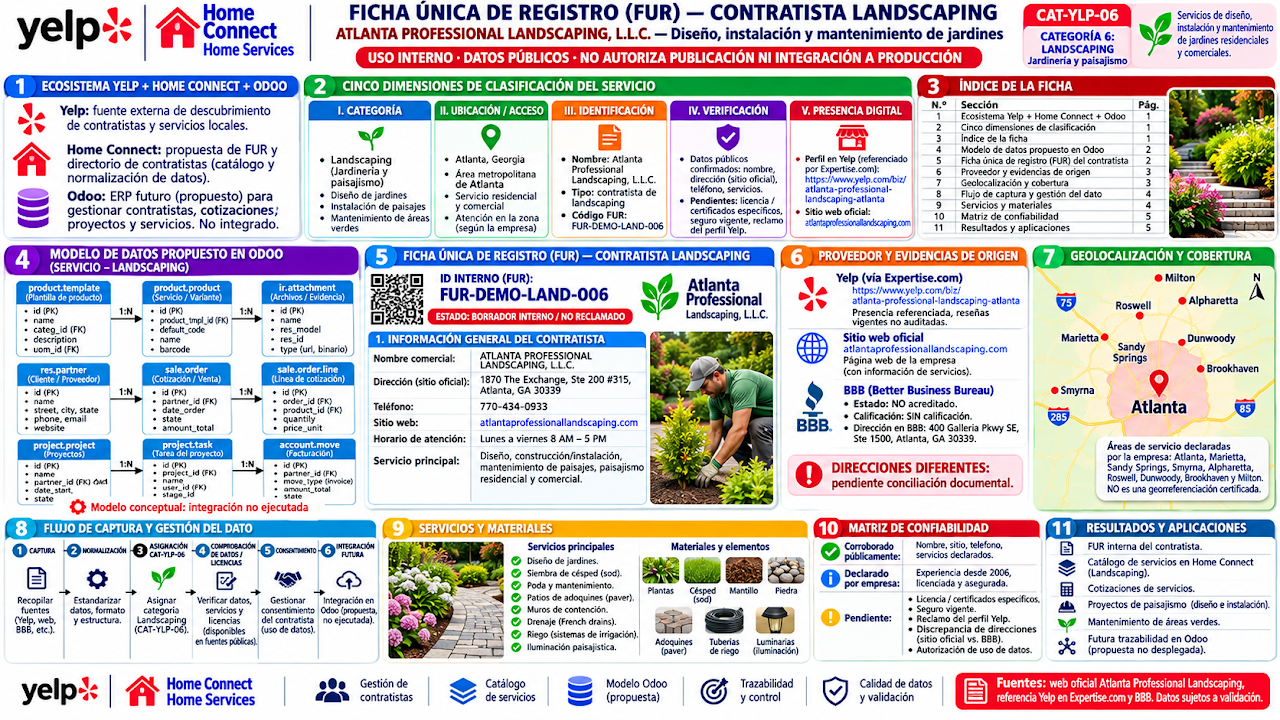 yelp
Home
Connect
Home Services
FICHA ÚNICA DE REGISTRO (FUR) — CONTRATISTA LANDSCAPING
ATLANTA PROFESSIONAL LANDSCAPING, L.L.C. — Diseño, instalación y mantenimiento de jardines
USO INTERNO · DATOS PÚBLICOS · NO AUTORIZA PUBLICACIÓN NI INTEGRACIÓN A PRODUCCIÓN
CAT-YLP-06
CATEGORÍA 6:
LANDSCAPING
Jardinería y paisajismo
Servicios de diseño,
instalación y mantenimiento
de jardines residenciales
y comerciales.
1 ECOSISTEMA YELP + HOME CONNECT + ODOO
Yelp: fuente externa de descubrimiento
de contratistas y servicios locales.
Home Connect: propuesta de FUR y
directorio de contratistas (catálogo y
normalización de datos).
Odoo: ERP futuro (propuesto) para
gestionar contratistas, cotizaciones;
proyectos y servicios. No integrado.
2 CINCO DIMENSIONES DE CLASIFICACIÓN DEL SERVICIO
I. CATEGORÍA
• Landscaping
(Jardinería y
paisajismo)
• Diseño de jardines
• Instalación de paisajes
• Mantenimiento de áreas
verdes
II. UBICACIÓN / ACCESO
• Atlanta, Georgia
• Área metropolitana
de Atlanta
• Servicio residencial
y comercial
• Atención en la zona
(según la empresa)
III. IDENTIFICACIÓN
• Nombre: Atlanta
Professional
Landscaping, L.L.C.
• Tipo: contratista de
landscaping
• Código FUR:
FUR-DEMO-LAND-006
IV. VERIFICACIÓN
• Datos públicos
confirmados: nombre,
dirección (sitio oficial),
teléfono, servicios.
• Pendientes: licencia /
certificados específicos,
seguro vigente, reclamo
del perfil Yelp.
V. PRESENCIA DIGITAL
• Perfil en Yelp (referenciado
por Expertise.com):
https://www.yelp.com/biz/
atlanta-professional-
landscaping-atlanta
• Sitio web oficial:
atlantaprofessionallandscaping.com
3 ÍNDICE DE LA FICHA
N.º Sección Pág.
1 Ecosistema Yelp + Home Connect + Odoo 1
2 Cinco dimensiones de clasificación 1
3 Índice de la ficha 1
4 Modelo de datos propuesto en Odoo 2
5 Ficha única de registro (FUR) del contratista 2
6 Proveedor y evidencias de origen 3
7 Geolocalización y cobertura 3
8 Flujo de captura y gestión del dato 4
9 Servicios y materiales 4
10 Matriz de confiabilidad 5
11 Resultados y aplicaciones 5
4 MODELO DE DATOS PROPUESTO EN ODOO
(SERVICIO – LANDSCAPING)
product.template
(Plantilla de producto)
• id (PK)
• name
• categ_id (FK)
• description
• uom_id (FK)
1:N
product.product
(Servicio / Variante)
• id (PK)
• product_tmpl_id (FK)
• default_code
• name
• barcode
1:N
ir.attachment
(Archivos / Evidencia)
• id (PK)
• name
• res_model
• res_id
• type (url, binario)
res.partner
(Cliente / Proveedor)
• id (PK)
• name
• street, city, state
• phone, email
• website
sale.order
(Cotización / Venta)
• id (PK)
• partner_id (FK)
• date_order
• state
• amount_total
sale.order.line
(Línea de cotización)
• id (PK)
• order_id (FK)
• product_id (FK)
• quantity
• price_unit
project.project
(Proyectos)
• id (PK)
• name
• partner_id (FK)
• date_start,
state
1:N
project.task
(Tarea del proyecto)
• id (PK)
• project_id (FK)
• name
• user_id (FK)
• stage_id
1:N
account.move
(Facturación)
• id (PK)
• partner_id (FK)
• move_type (invoice)
• amount_total
• state
Modelo conceptual: integración no ejecutada
5 FICHA ÚNICA DE REGISTRO (FUR) — CONTRATISTA LANDSCAPING
ID INTERNO (FUR):
FUR-DEMO-LAND-006
ESTADO: BORRADOR INTERNO / NO RECLAMADO
Atlanta
Professional
Landscaping, L.L.C.
1. INFORMACIÓN GENERAL DEL CONTRATISTA
Nombre comercial: ATLANTA PROFESSIONAL
LANDSCAPING, L.L.C.
Dirección (sitio oficial): 1870 The Exchange, Ste 200 #315,
Atlanta, GA 30339
Teléfono: 770-434-0933
Sitio web: atlantaprofessionallandscaping.com
Horario de atención: Lunes a viernes 8 AM – 5 PM
Servicio principal: Diseño, construcción/instalación,
mantenimiento de paisajes, paisajismo
residencial y comercial.
6 PROVEEDOR Y EVIDENCIAS DE ORIGEN
Yelp (vía Expertise.com)
https://www.yelp.com/biz/
atlanta-professional-landscaping-atlanta
Presencia referenciada, reseñas
vigentes no auditadas.
Sitio web oficial
atlantaprofessionallandscaping.com
Página web de la empresa
(con información de servicios).
BBB.
BBB (Better Business Bureau)
• Estado: NO acreditado.
• Calificación: SIN calificación.
• Dirección en BBB: 400 Galleria Pkwy SE,
Ste 1500, Atlanta, GA 30339.
DIRECCIONES DIFERENTES:
pendiente conciliación documental.
7 GEOLOCALIZACIÓN Y COBERTURA
Milton
N
75
Roswell
Alpharetta
Marietta
Sandy
Springs
Dunwoody
Brookhaven
Smyrna
Atlanta
285
85
Áreas de servicio declaradas
por la empresa: Atlanta, Marietta,
Sandy Springs, Smyrna, Alpharetta,
Roswell, Dunwoody, Brookhaven y Milton.
NO es una georreferenciación certificada.
8 FLUJO DE CAPTURA Y GESTIÓN DEL DATO
1 CAPTURA
Recopilar
fuentes
(Yelp, web,
BBB, etc.).
2 NORMALIZACIÓN
Estandarizar
datos, formato
y estructura.
3 ASIGNACIÓN
CAT-YLP-06
Asignar
categoría
Landscaping
(CAT-YLP-06).
4 COMPROBACIÓN
DE DATOS /
LICENCIAS
Verificar datos,
servicios y
licencias
(disponibles
en fuentes públicas).
5 CONSENTIMIENTO
Gestionar
consentimiento
del contratista
(uso de datos).
6 INTEGRACIÓN
FUTURA
Integración en
Odoo (propuesta,
no ejecutada).
9 SERVICIOS Y MATERIALES
Servicios principales
Diseño de jardines.
Siembra de césped (sod).
Poda y mantenimiento.
Patios de adoquines (paver).
Muros de contención.
Drenaje (French drains).
Riego (sistemas de irrigación).
Iluminación paisajística.
Materiales y elementos
Plantas
Césped
(sod)
Mantillo
Piedra
Adoquines
(paver)
Tuberías
de riego
Luminarias
(iluminación)
10 MATRIZ DE CONFIABILIDAD
Corroborado
públicamente: Nombre, sitio, telefono,
servicios declarados.
Declarado
por empresa: Experiencia desde 2006,
licenciada y asegurada.
Pendiente:
• Licencia / certificados específicos,
• Seguro vigente.
• Reclamo del perfil Yelp.
• Discrepancia de direcciones
(sitio oficial vs. BBB).
• Autorización de uso de datos.
11 RESULTADOS Y APLICACIONES
FUR interna del contratista.
Catálogo de servicios en Home Connect
(Landscaping).
Cotizaciones de servicios.
Proyectos de paisajismo (diseño e instalación).
Mantenimiento de áreas verdes.
Futura trazabilidad en Odoo
(propuesta no desplegada).
yelp
Home Connect
Home Services
Gestión de
contratistas
Catálogo
de servicios
Modelo Odoo
(propuesta)
Trazabilidad
y control
Calidad de datos
y validación
Fuentes: web oficial Atlanta Professional Landscaping,
referencia Yelp en Expertise.com y BBB. Datos sujetos a validación.